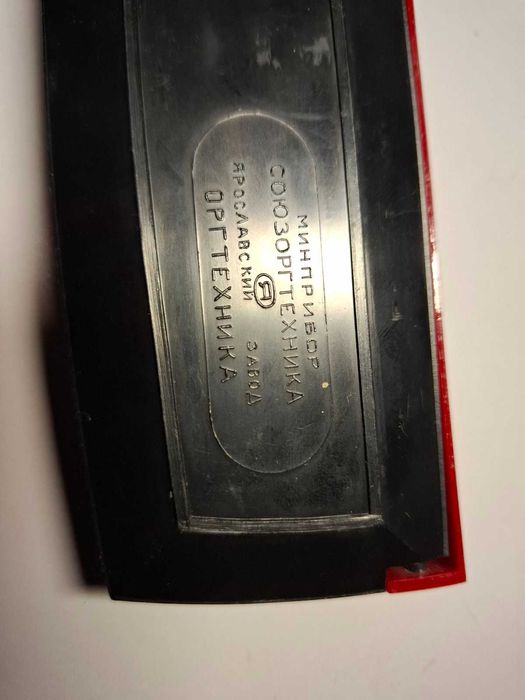 МИНПРИБОР
СОЮЗОРГТЕХНИКА
Я
ЯРОСЛАВСКИЙ ЗАВОД
ОРГТЕХНИКА